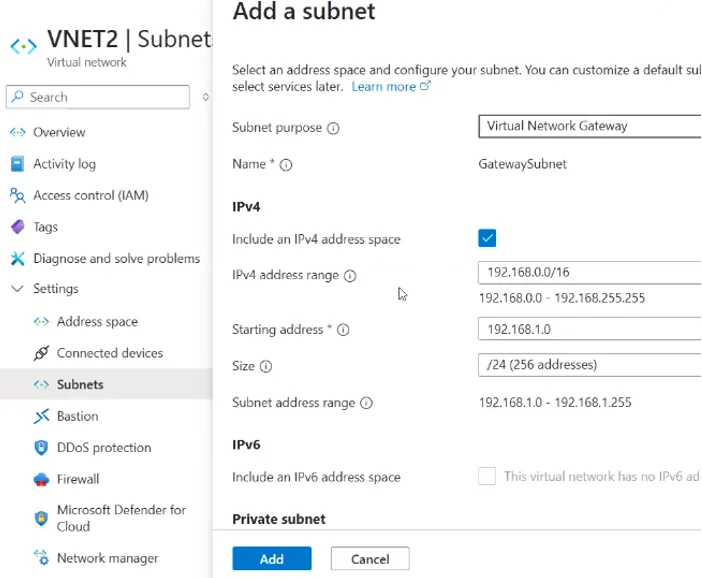 VNET2 | Subnets
Virtual network
Search
Overview
Activity log
Access control (IAM)
Tags
Diagnose and solve problems
Settings
Address space
Connected devices
Subnets
Bastion
DDoS protection
Firewall
Microsoft Defender for
Cloud
Network manager
Add a subnet
Select an address space and configure your subnet. You can customize a default sub
select services later. Learn more
Subnet purpose
Virtual Network Gateway
Name *
GatewaySubnet
IPv4
Include an IPv4 address space
IPv4 address range
192.168.0.0/16
192.168.0.0 - 192.168.255.255
Starting address *
192.168.1.0
Size
/24 (256 addresses)
Subnet address range
192.168.1.0 - 192.168.1.255
IPv6
Include an IPv6 address space
This virtual network has no IPv6 ad
Private subnet
Add
Cancel